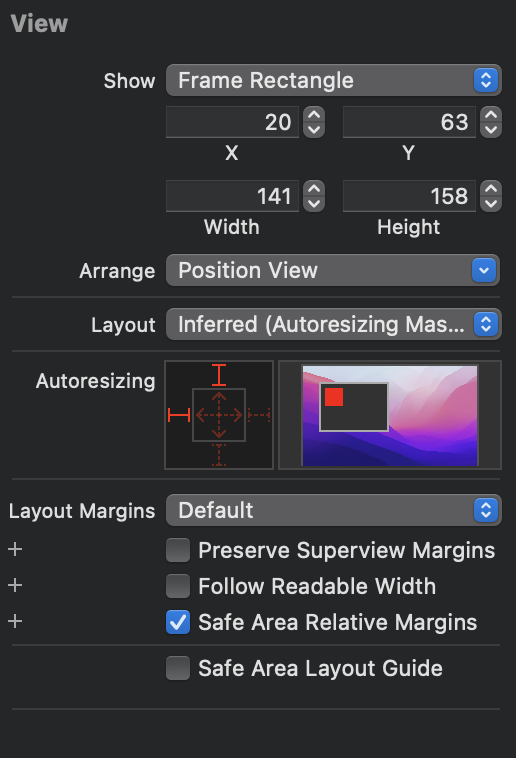 View
Show Frame Rectangle
20 63
X Y
141 158
Width Height
Arrange Position View
Layout Inferred (Autoresizing Mas...
Autoresizing
Layout Margins Default
Preserve Superview Margins
Follow Readable Width
Safe Area Relative Margins
Safe Area Layout Guide